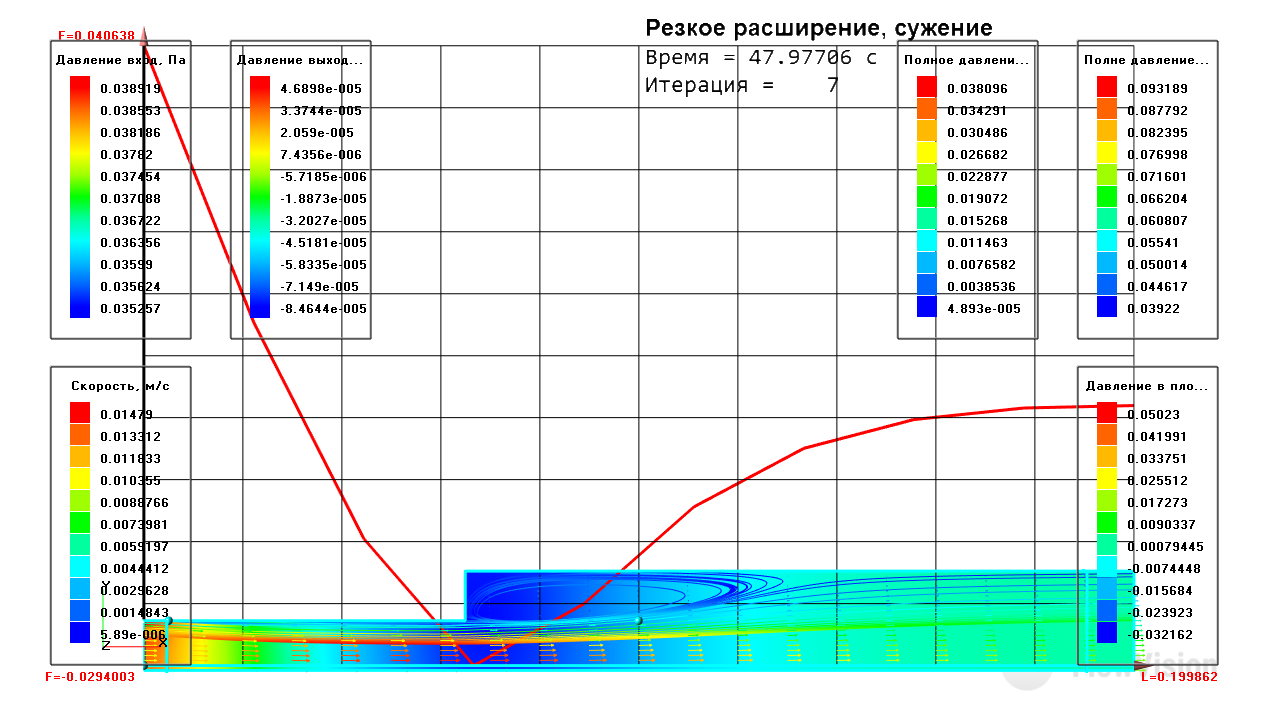 Резкое расширение, сужение
Время = 47.97706 с
Итерация = 7
F=0.040638
Давление вход, Па
0.038919
0.038553
0.038186
0.03782
0.037454
0.037088
0.036722
0.036356
0.03599
0.035624
0.035257
Давление выход...
4.6898e-005
3.3744e-005
2.059e-005
7.4356e-006
-5.7185e-006
-1.8873e-005
-3.2027e-005
-4.5181e-005
-5.8335e-005
-7.149e-005
-8.4644e-005
Полное давлени...
0.038096
0.034291
0.030486
0.026682
0.022877
0.019072
0.015268
0.011463
0.0076582
0.0038536
4.893e-005
Полне давление...
0.093189
0.087792
0.082395
0.076998
0.071601
0.066204
0.060807
0.05541
0.050014
0.044617
0.03922
Скорость, м/с
0.01479
0.013312
0.011833
0.010355
0.0088766
0.0073981
0.0059197
0.0044412
0.0029628
0.0014843
5.89e-006
Давление в пло...
0.05023
0.041991
0.033751
0.025512
0.017273
0.0090337
0.00079445
-0.0074448
-0.015684
-0.023923
-0.032162
Y
Z
X
F=-0.0294003
FlowVision
L=0.199862